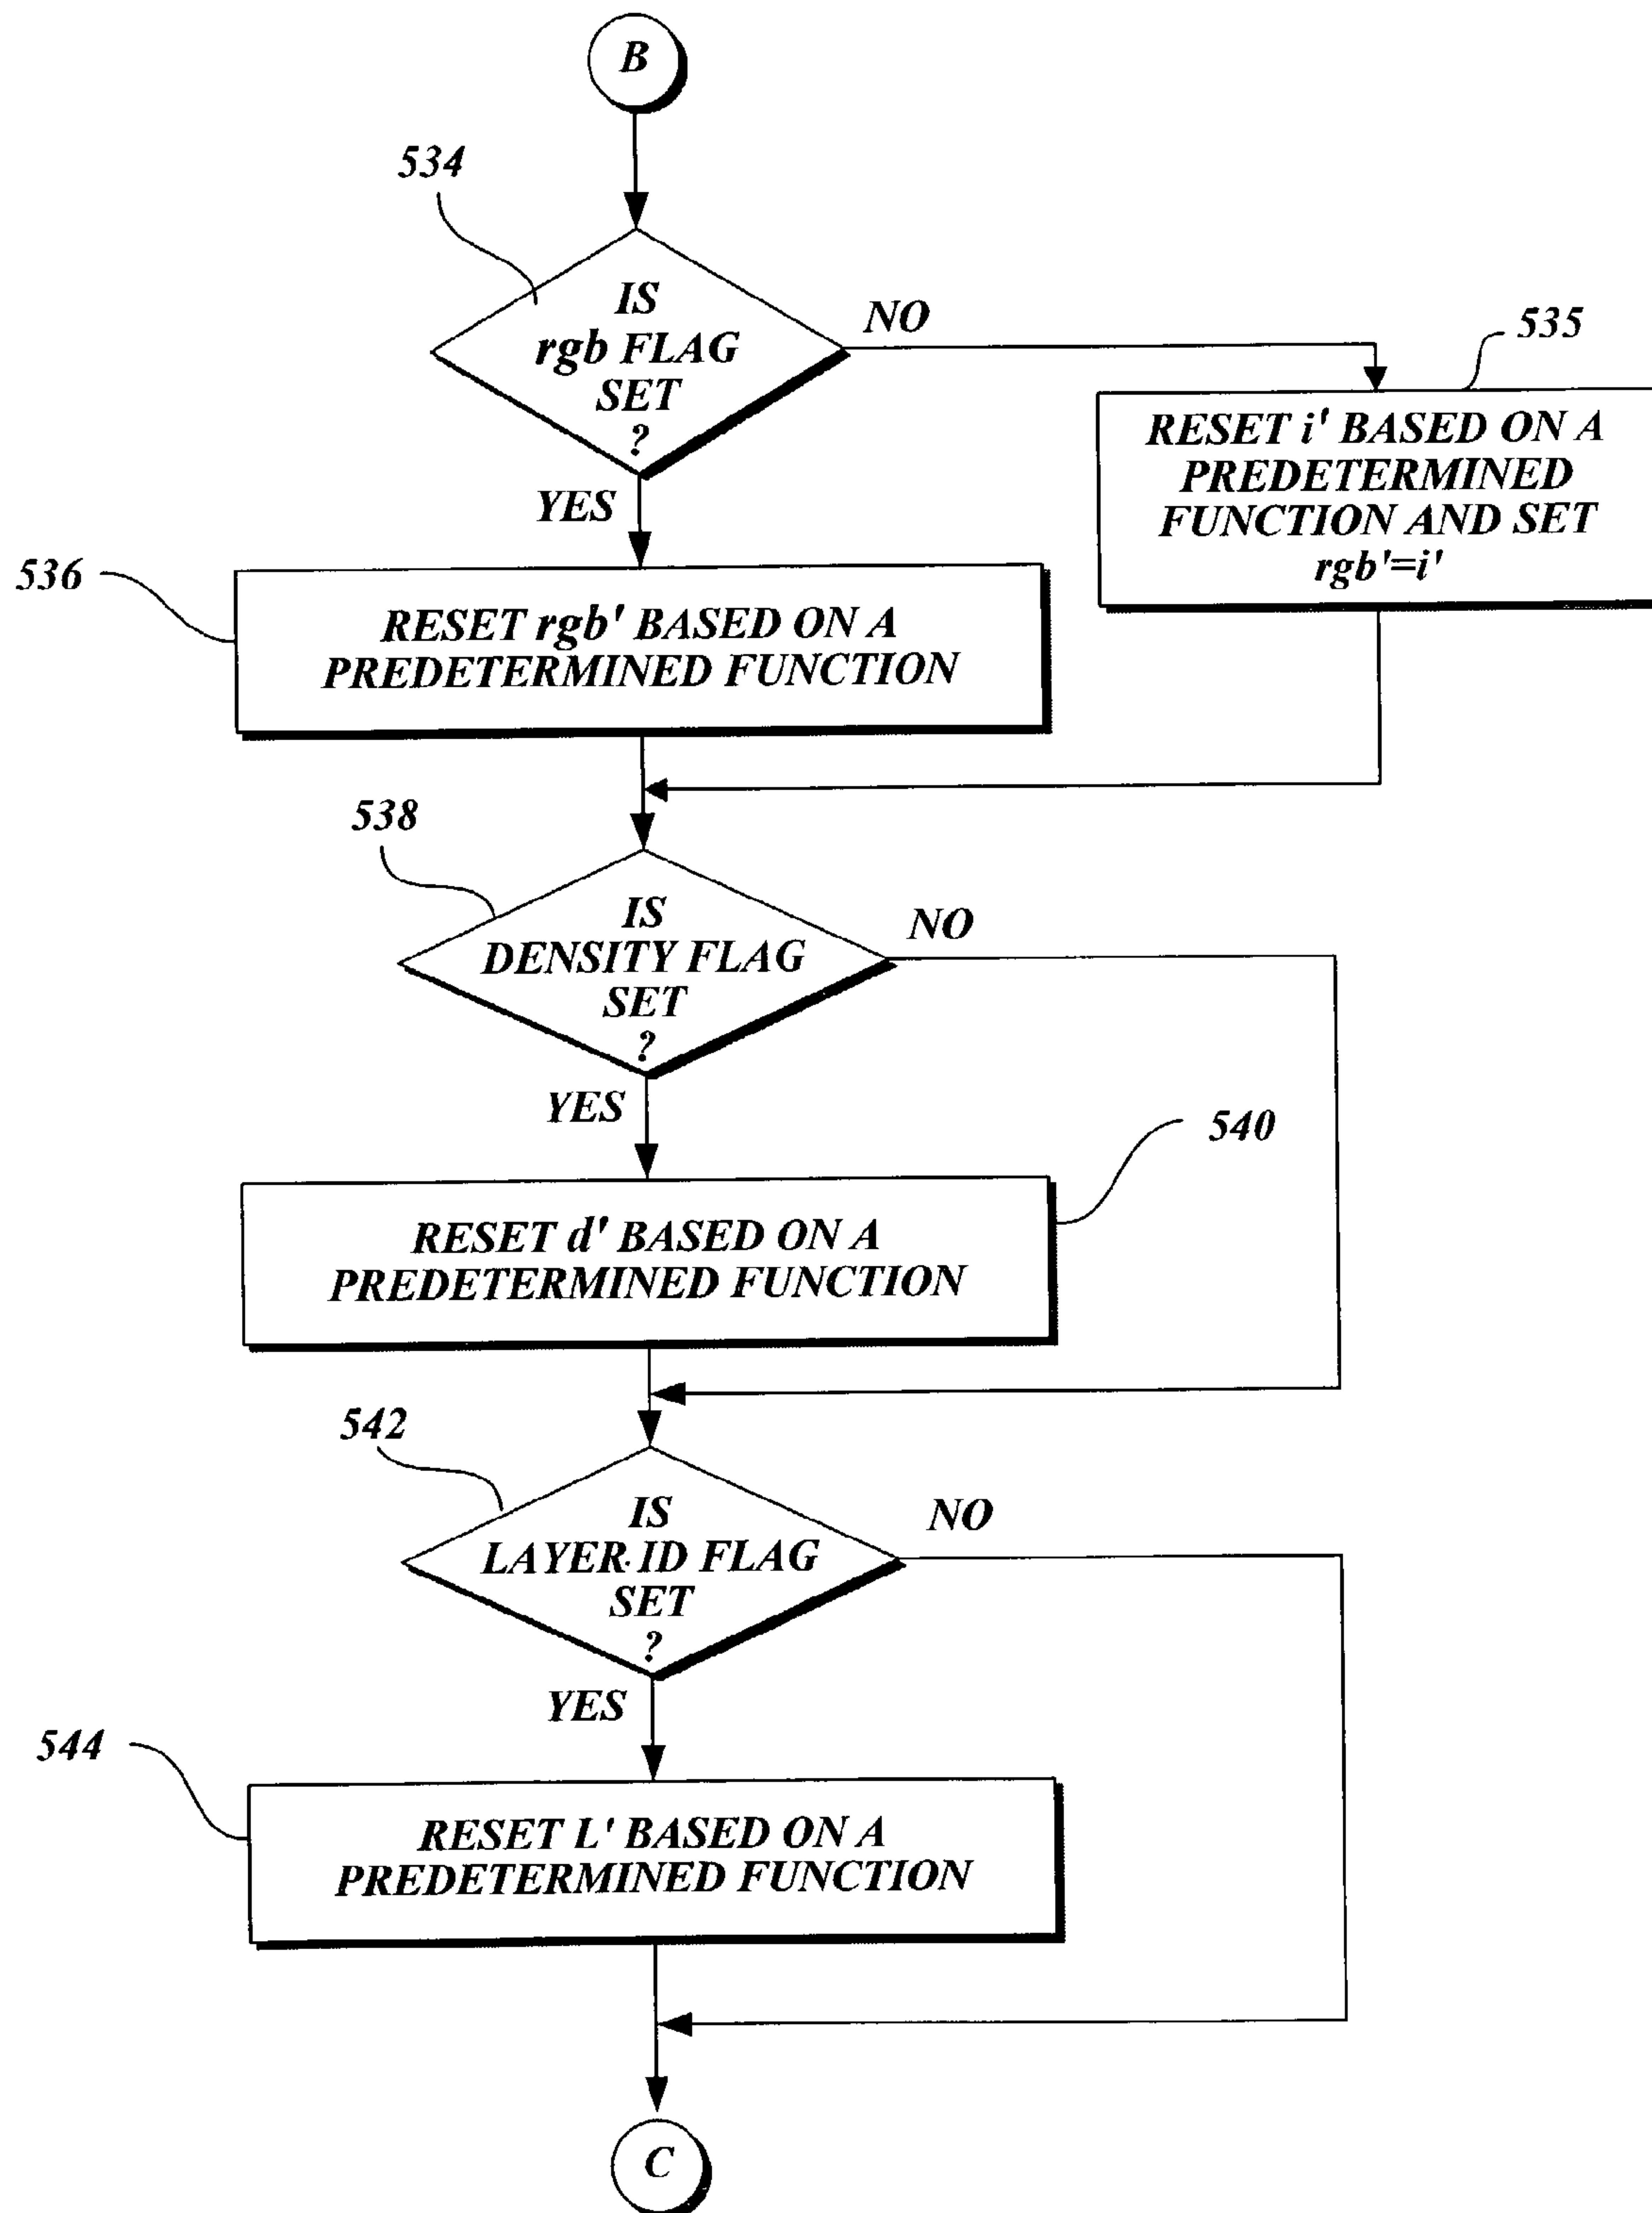 B
534
IS
rgb FLAG
SET
?
NO
YES
535
RESET i' BASED ON A
PREDETERMINED
FUNCTION AND SET
rgb'=i'
536
RESET rgb' BASED ON A
PREDETERMINED FUNCTION
538
IS
DENSITY FLAG
SET
?
NO
YES
540
RESET d' BASED ON A
PREDETERMINED FUNCTION
542
IS
LAYER-ID FLAG
SET
?
NO
YES
544
RESET L' BASED ON A
PREDETERMINED FUNCTION
C